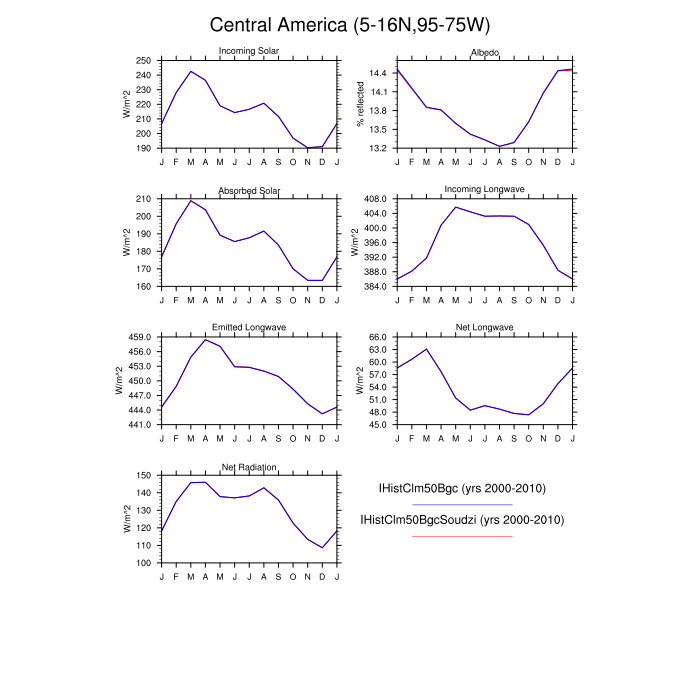 Central America (5-16N,95-75W)
Incoming Solar
W/m^2
250
240
230
220
210
200
190
J F M A M J J A S O N D J
Albedo
% reflected
14.4
14.1
13.8
13.5
13.2
J F M A M J J A S O N D J
Absorbed Solar
W/m^2
210
200
190
180
170
160
J F M A M J J A S O N D J
Incoming Longwave
W/m^2
408.0
404.0
400.0
396.0
392.0
388.0
384.0
J F M A M J J A S O N D J
Emitted Longwave
W/m^2
459.0
456.0
453.0
450.0
447.0
444.0
441.0
J F M A M J J A S O N D J
Net Longwave
W/m^2
66.0
63.0
60.0
57.0
54.0
51.0
48.0
45.0
J F M A M J J A S O N D J
Net Radiation
W/m^2
150
140
130
120
110
100
J F M A M J J A S O N D J
IHistClm50Bgc (yrs 2000-2010)
IHistClm50BgcSoudzi (yrs 2000-2010)